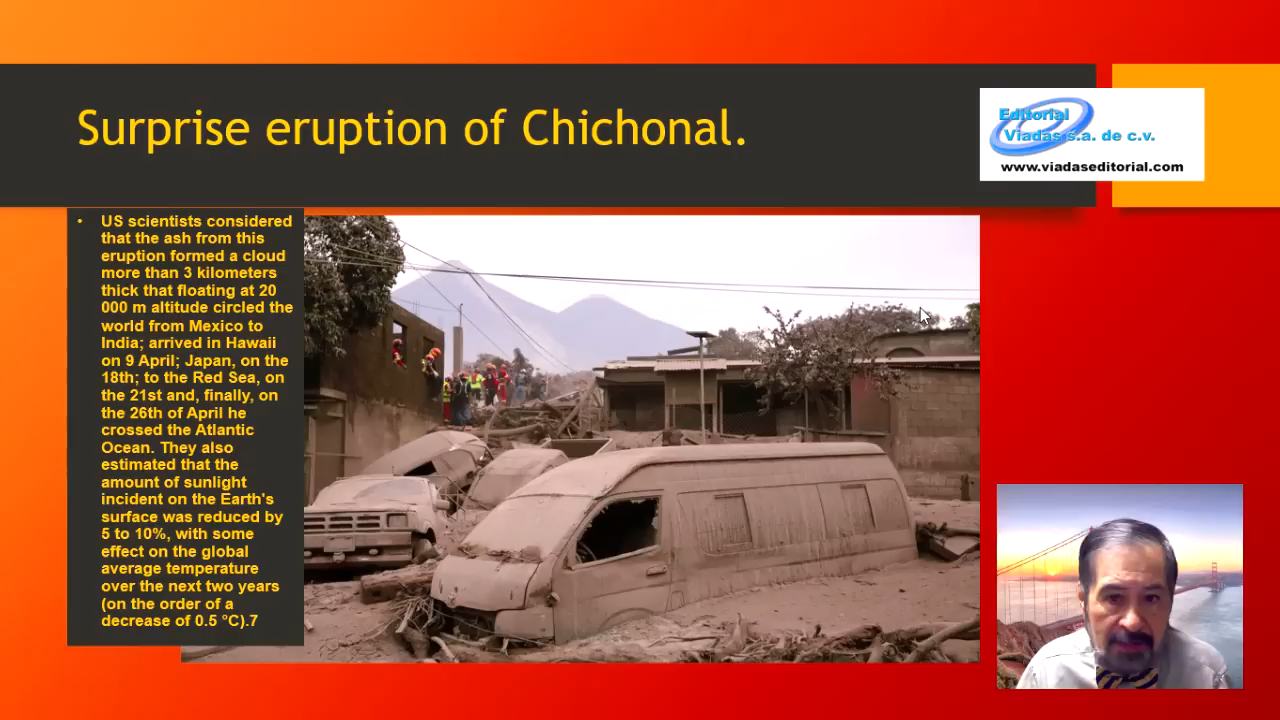 Surprise eruption of Chichonal.
Editorial
Viadas s.a. de c.v.
www.viadaseditorial.com
• US scientists considered
that the ash from this
eruption formed a cloud
more than 3 kilometers
thick that floating at 20
000 m altitude circled the
world from Mexico to
India; arrived in Hawaii
on 9 April; Japan, on the
18th; to the Red Sea, on
the 21st and, finally, on
the 26th of April he
crossed the Atlantic
Ocean. They also
estimated that the
amount of sunlight
incident on the Earth's
surface was reduced by
5 to 10%, with some
effect on the global
average temperature
over the next two years
(on the order of a
decrease of 0.5 °C).7